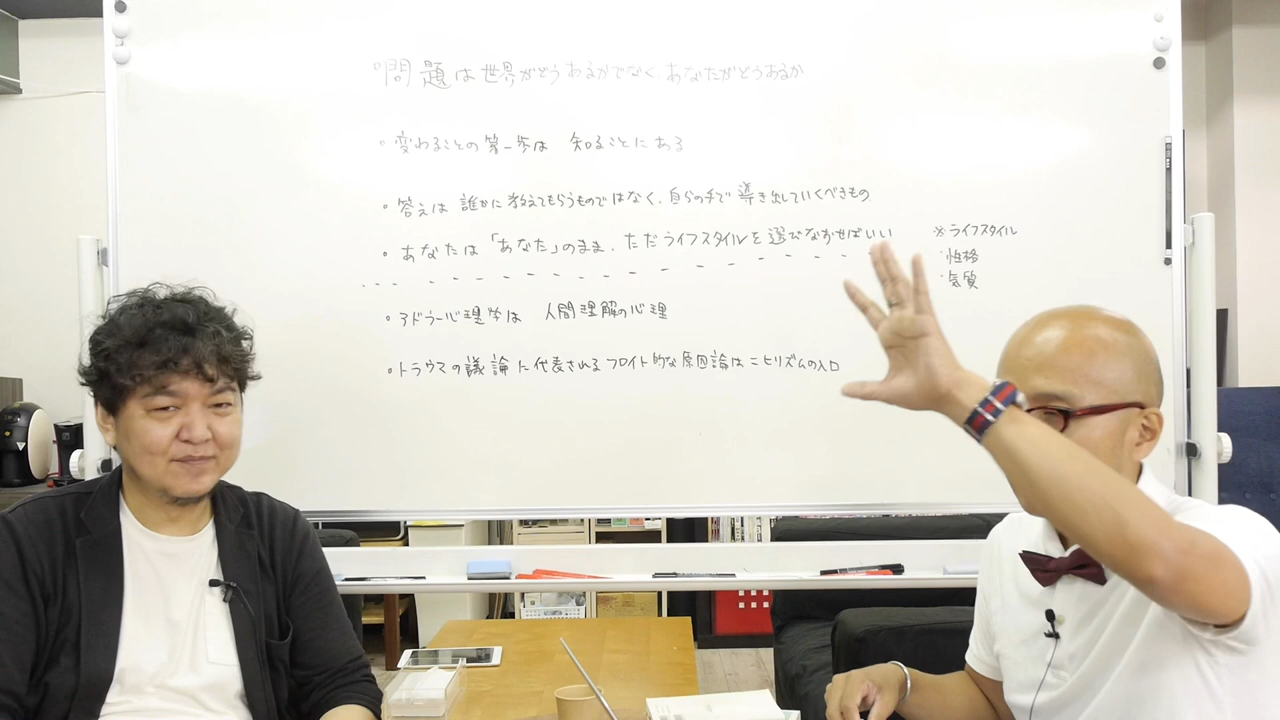 ・問題は世界がどうあるかでなく、あなたがどうあるか
・変わることの第一歩は 知ることにある
・答えは誰かに教えてもらうものではなく、自らの手で導き出していくべきもの
・あなたは「あなた」のまま、ただライフスタイルを選びなおせばいい
※ライフスタイル
・性格
・気質
・アドラー心理学は 人間理解の心理
・トラウマの議論に代表されるフロイト的な原因論はニヒリズムの入口